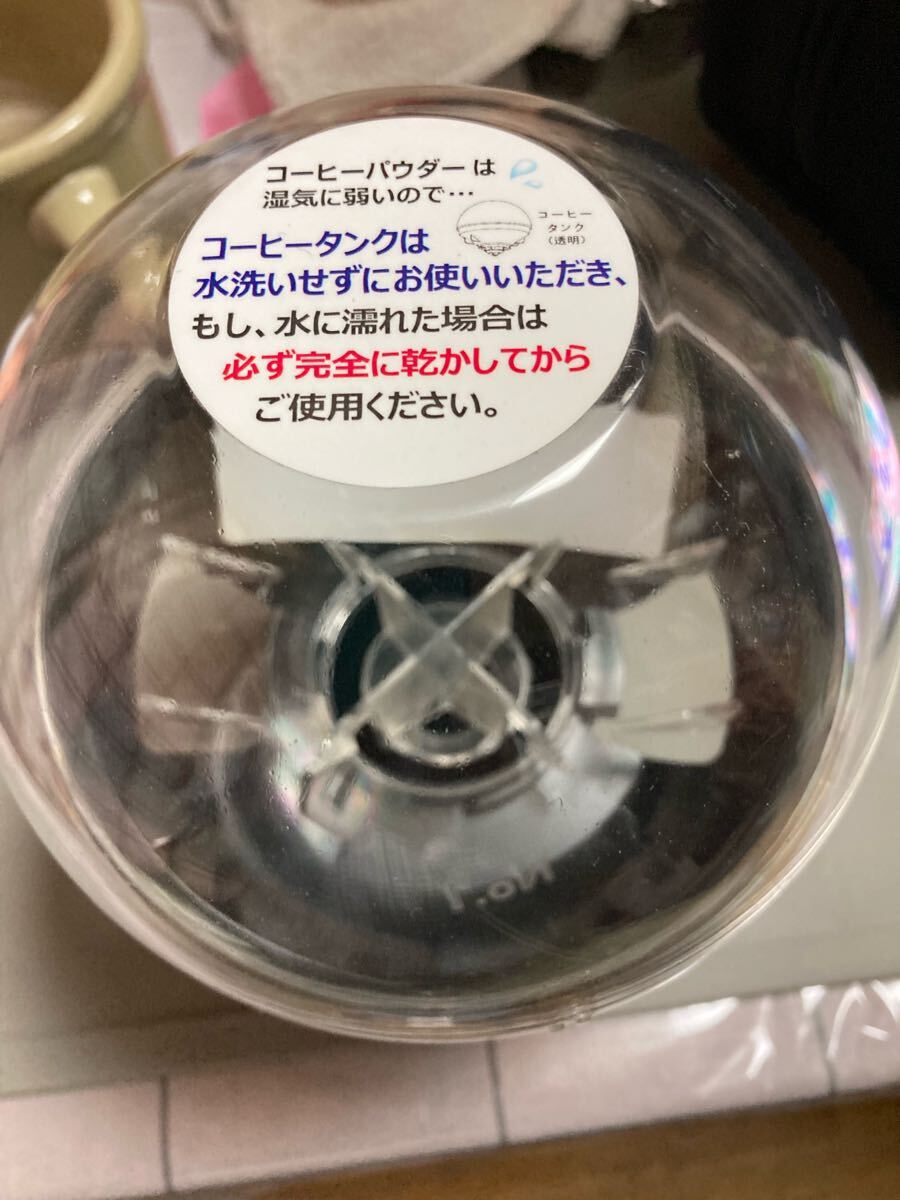 コーヒーパウダーは
湿気に弱いので…
コーヒー
タンク
(透明)
コーヒータンクは
水洗いせずにお使いいただき、
もし、水に濡れた場合は
必ず完全に乾かしてから
ご使用ください。
No.1